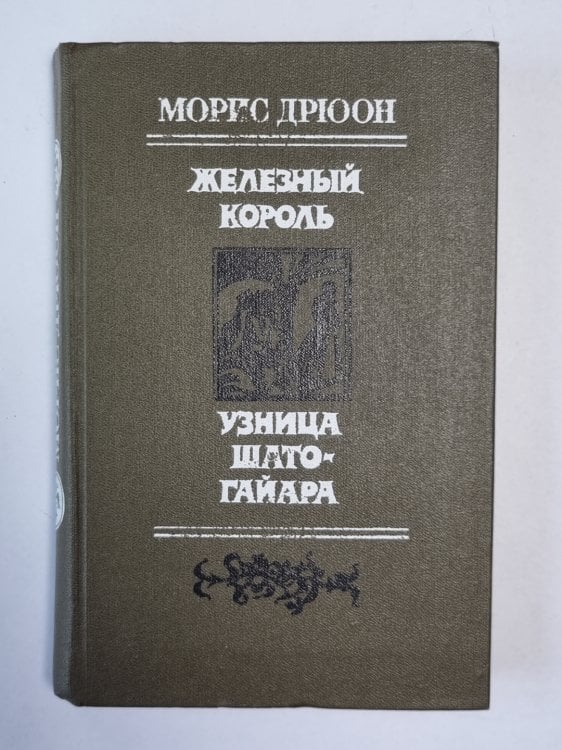 МОРИС ДРЮОН
ЖЕЛЕЗНЫЙ
КОРОЛЬ
УЗНИЦА
ШАТО-
ГАЙАРА